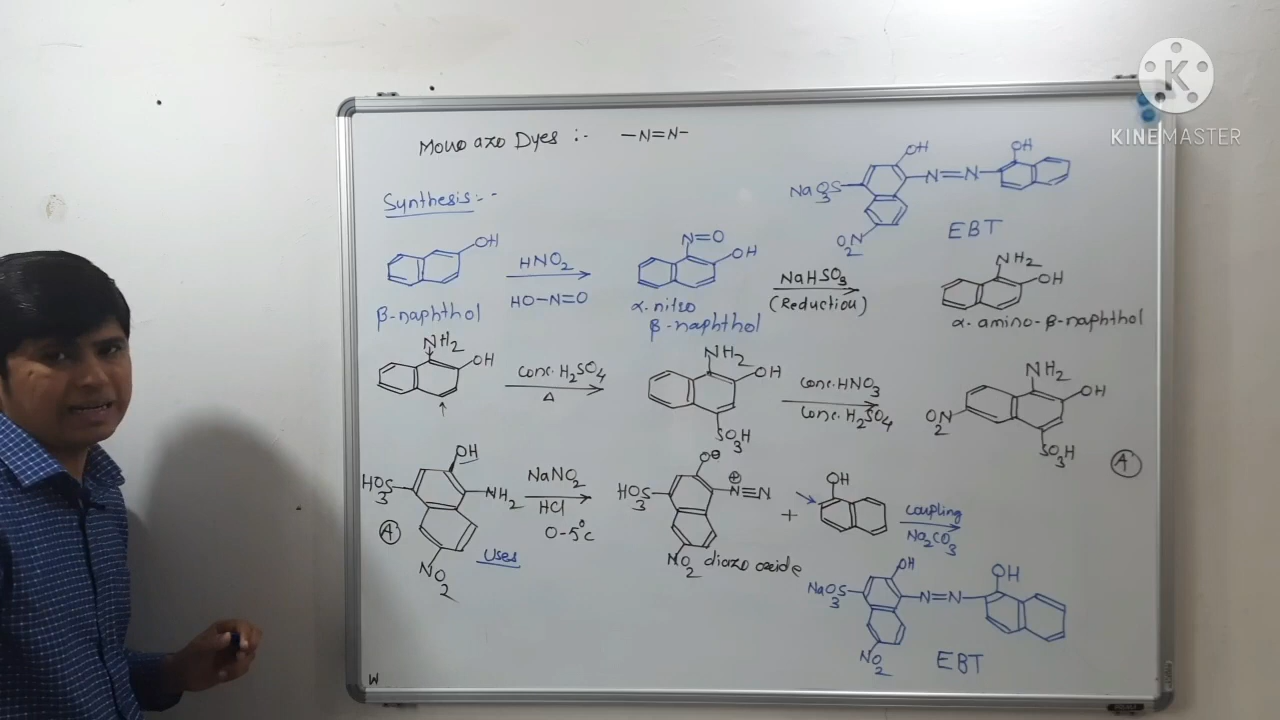 KINEMASTER
Mono azo Dyes :- -N=N-
Synthesis:-
OH
NaO3S
N=N
OH
NO2
EBT
OH
β-naphthol
HNO2
HO-N=O
N=O
OH
α-nitro
β-naphthol
NaHSO3
(Reduction)
NH2
OH
α-amino-β-naphthol
NH2
OH
Conc. H2SO4
Δ
NH2
OH
SO3H
Conc. HNO3
Conc. H2SO4
NH2
OH
O2N
SO3H
A
OH
HO3S
NH2
NO2
A
Uses
NaNO2
HCl
0-5°C
O⊖
HO3S
⊕
N≡N
NO2
diazo oxide
+
OH
Coupling
Na2CO3
OH
NaO3S
N=N
OH
NO2
EBT
W